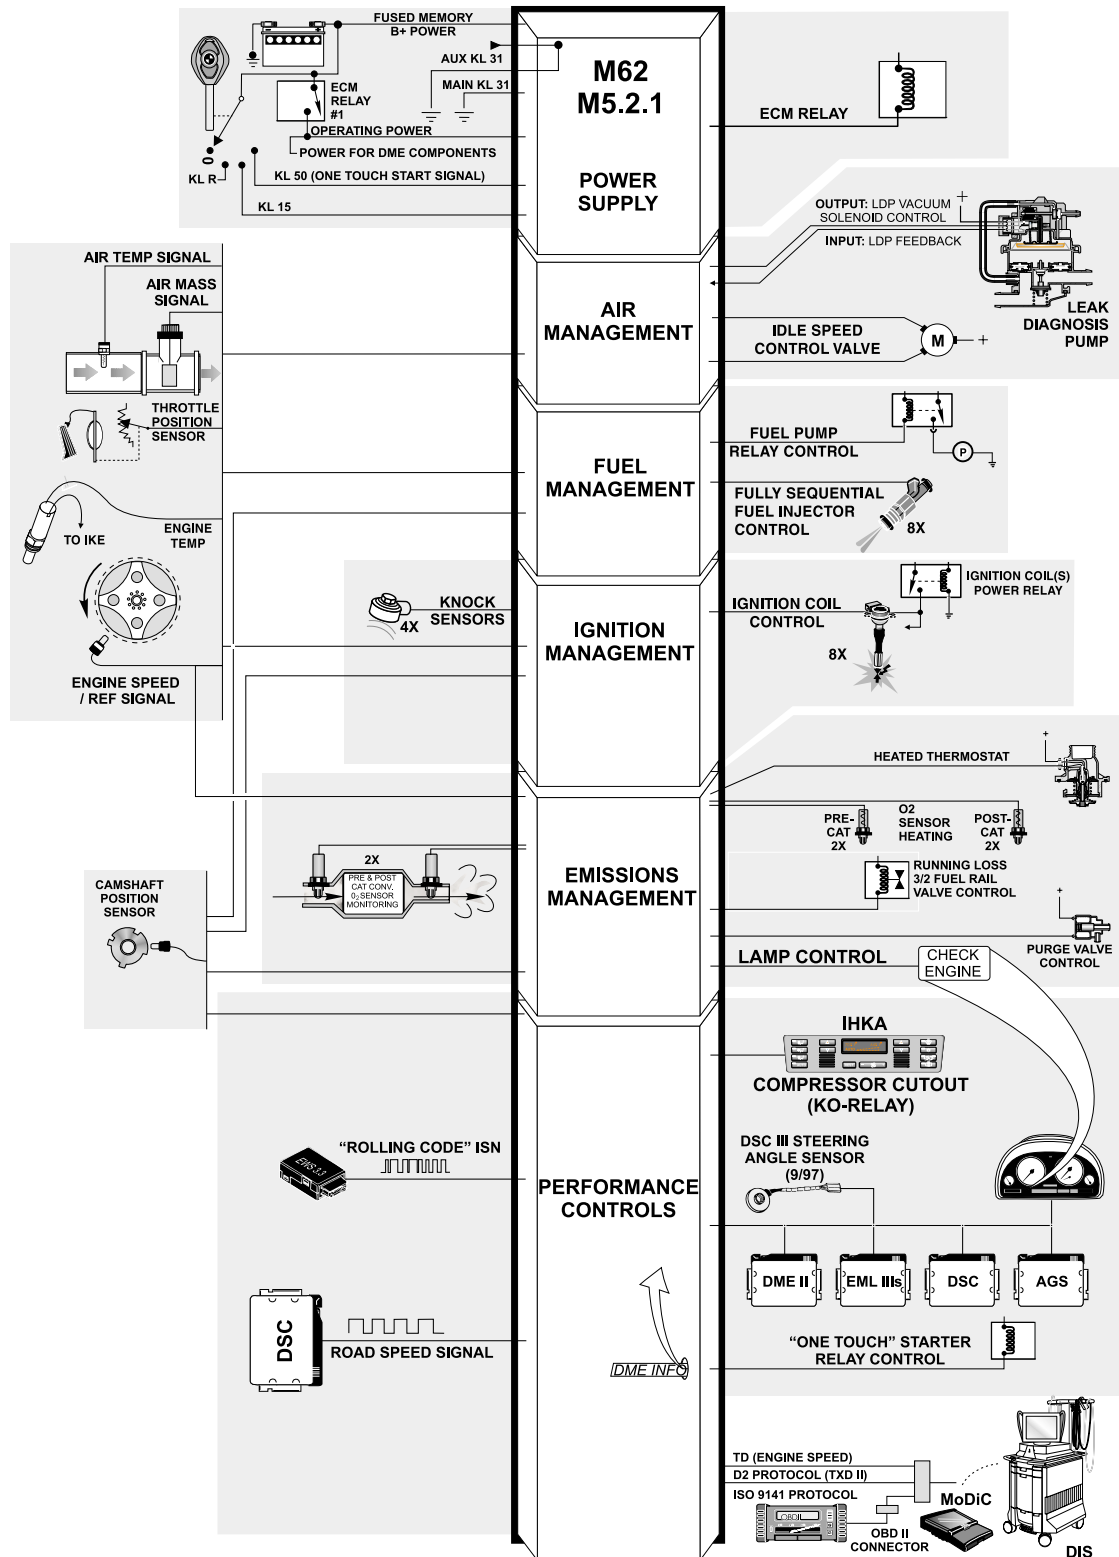 FUSED MEMORY
B+ POWER
AUX KL 31
MAIN KL 31
ECM
RELAY
#1
OPERATING POWER
POWER FOR DME COMPONENTS
0
KL R
KL 50 (ONE TOUCH START SIGNAL)
KL 15
M62
M5.2.1
POWER
SUPPLY
ECM RELAY
OUTPUT: LDP VACUUM
SOLENOID CONTROL
+
INPUT: LDP FEEDBACK
LEAK
DIAGNOSIS
PUMP
AIR TEMP SIGNAL
AIR MASS
SIGNAL
THROTTLE
POSITION
SENSOR
TO IKE
ENGINE
TEMP
ENGINE SPEED
/ REF SIGNAL
AIR
MANAGEMENT
IDLE SPEED
CONTROL VALVE
M
+
FUEL
MANAGEMENT
FUEL PUMP
RELAY CONTROL
P
FULLY SEQUENTIAL
FUEL INJECTOR
CONTROL
8X
KNOCK
SENSORS
4X
IGNITION
MANAGEMENT
IGNITION COIL
CONTROL
8X
IGNITION COIL(S)
POWER RELAY
HEATED THERMOSTAT
+
PRE-
CAT
2X
O2
SENSOR
HEATING
POST-
CAT
2X
2X
PRE & POST
CAT CONV.
02 SENSOR
MONITORING
EMISSIONS
MANAGEMENT
RUNNING LOSS
3/2 FUEL RAIL
VALVE CONTROL
+
PURGE VALVE
CONTROL
CAMSHAFT
POSITION
SENSOR
LAMP CONTROL
CHECK
ENGINE
IHKA
COMPRESSOR CUTOUT
(KO-RELAY)
"ROLLING CODE" ISN
EWS 3.3
PERFORMANCE
CONTROLS
DSC III STEERING
ANGLE SENSOR
(9/97)
DME II
EML IIIs
DSC
AGS
DSC
ROAD SPEED SIGNAL
DME INFO
"ONE TOUCH" STARTER
RELAY CONTROL
TD (ENGINE SPEED)
D2 PROTOCOL (TXD II)
ISO 9141 PROTOCOL
OBD II
OBD II
CONNECTOR
MoDiC
DIS